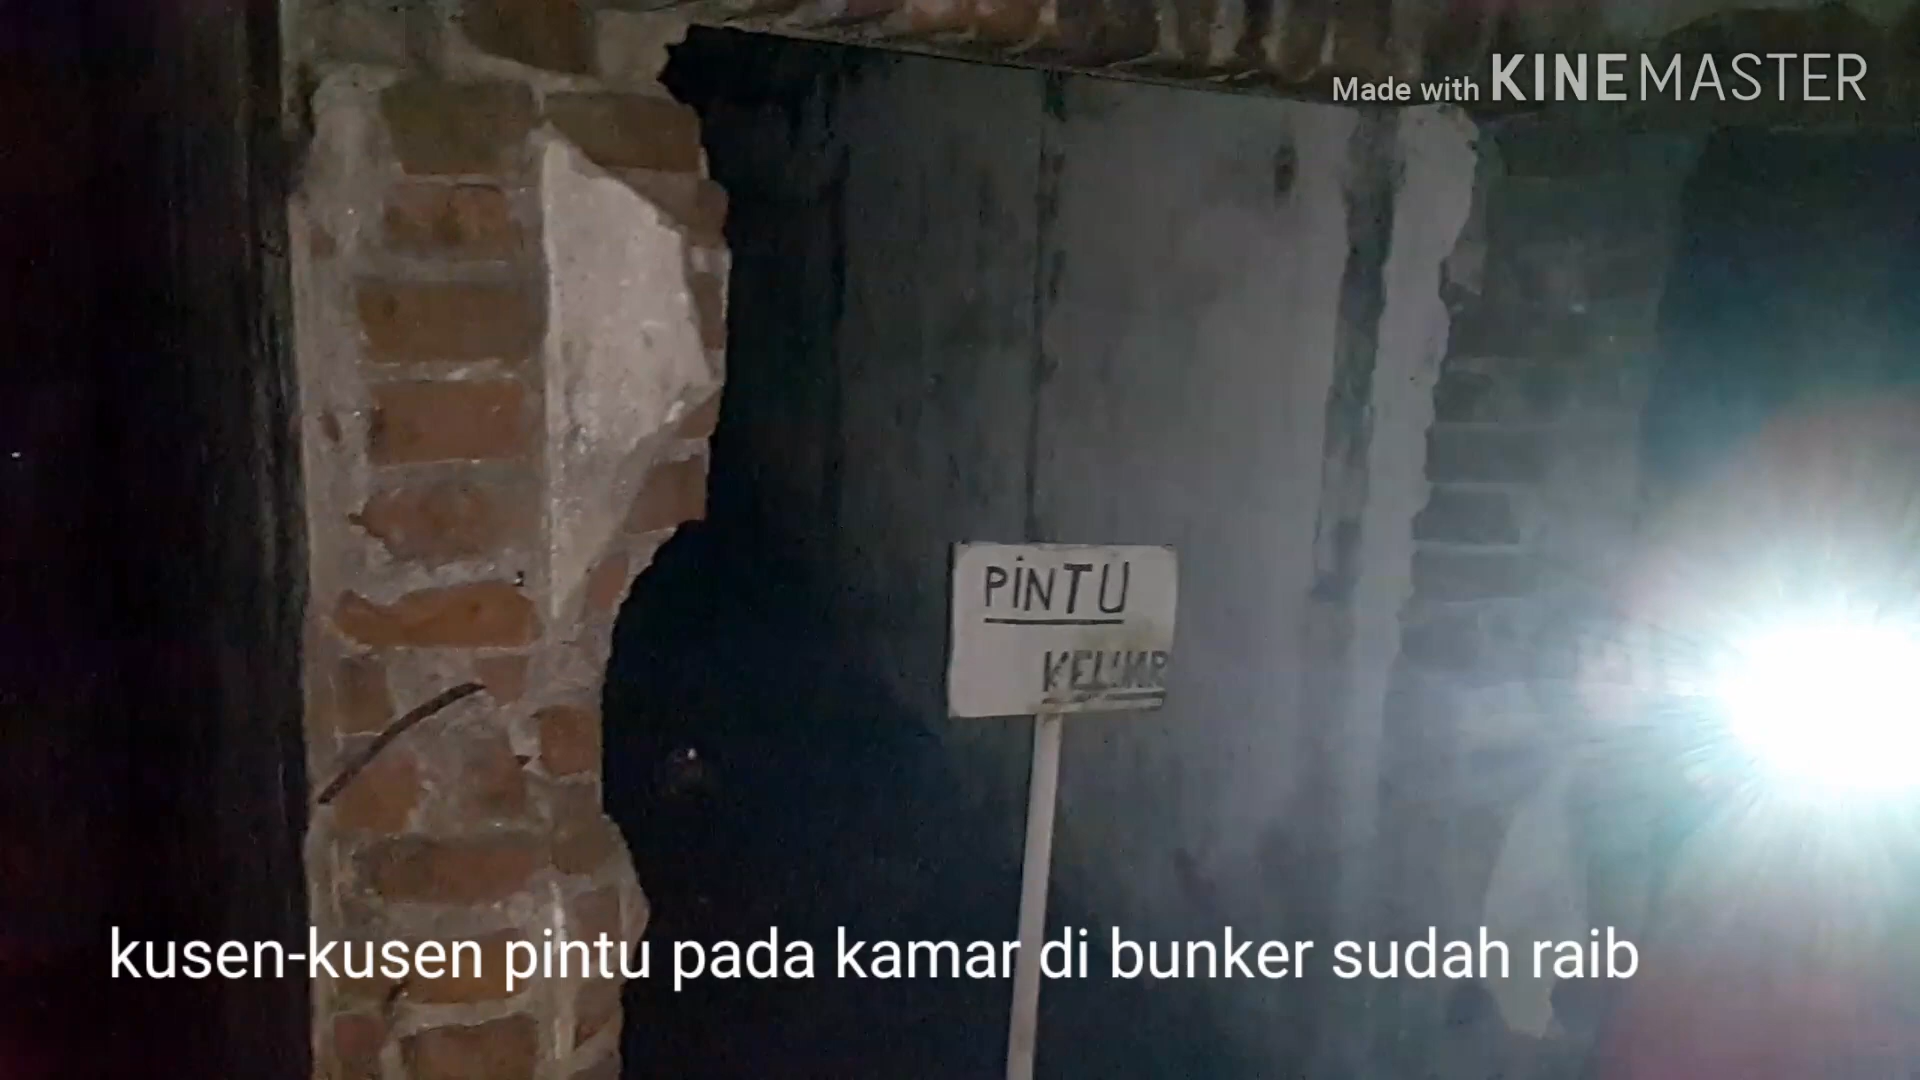 Made with KINEMASTER
PiNTU
KELUAR
kusen-kusen pintu pada kamar di bunker sudah raib